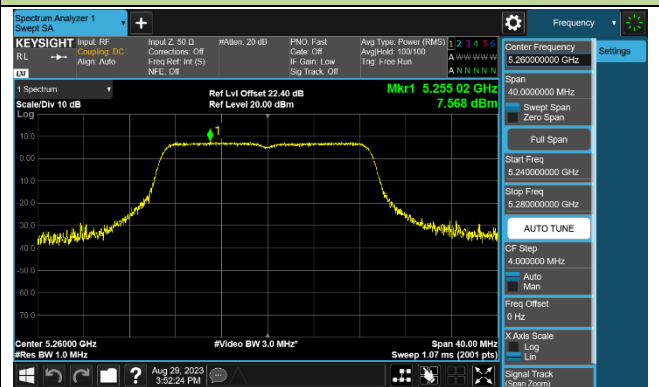 Spectrum Analyzer 1
Swept SA
Frequency
KEYSIGHT
RL
LXI
Input: RF
Coupling: DC
Align: Auto
Input Z: 50 Ω
Corrections: Off
Freq Ref: Int (S)
NFE: Off
#Atten: 20 dB
PNO: Fast
Gate: Off
IF Gain: Low
Sig Track: Off
Avg Type: Power (RMS)
Avg|Hold: 100/100
Trig: Free Run
1 2 3 4 5 6
A W W W W W
A N N N N N
1 Spectrum
Scale/Div 10 dB
Log
Ref Lvl Offset 22.40 dB
Ref Level 20.00 dBm
Mkr1 5.255 02 GHz
7.568 dBm
1
10.0
0.00
-10.0
-20.0
-30.0
-40.0
-50.0
-60.0
-70.0
Center 5.26000 GHz
#Res BW 1.0 MHz
#Video BW 3.0 MHz*
Span 40.00 MHz
Sweep 1.07 ms (2001 pts)
Aug 29, 2023
3:52:24 PM
?
Center Frequency
5.260000000 GHz
Settings
Span
40.0000000 MHz
Swept Span
Zero Span
Full Span
Start Freq
5.240000000 GHz
Stop Freq
5.280000000 GHz
AUTO TUNE
CF Step
4.000000 MHz
Auto
Man
Freq Offset
0 Hz
X Axis Scale
Log
Lin
Signal Track
(Span Zoom)